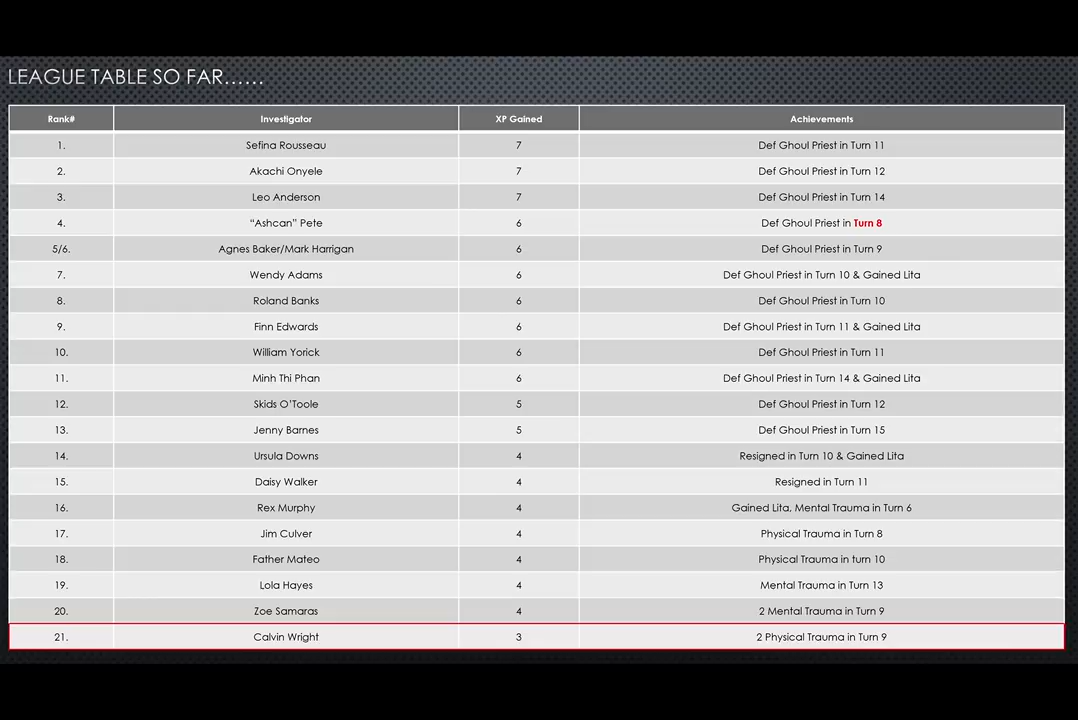 LEAGUE TABLE SO FAR……
Rank# Investigator XP Gained Achievements
1. Sefina Rousseau 7 Def Ghoul Priest in Turn 11
2. Akachi Onyele 7 Def Ghoul Priest in Turn 12
3. Leo Anderson 7 Def Ghoul Priest in Turn 14
4. “Ashcan” Pete 6 Def Ghoul Priest in Turn 8
5/6. Agnes Baker/Mark Harrigan 6 Def Ghoul Priest in Turn 9
7. Wendy Adams 6 Def Ghoul Priest in Turn 10 & Gained Lita
8. Roland Banks 6 Def Ghoul Priest in Turn 10
9. Finn Edwards 6 Def Ghoul Priest in Turn 11 & Gained Lita
10. William Yorick 6 Def Ghoul Priest in Turn 11
11. Minh Thi Phan 6 Def Ghoul Priest in Turn 14 & Gained Lita
12. Skids O’Toole 5 Def Ghoul Priest in Turn 12
13. Jenny Barnes 5 Def Ghoul Priest in Turn 15
14. Ursula Downs 4 Resigned in Turn 10 & Gained Lita
15. Daisy Walker 4 Resigned in Turn 11
16. Rex Murphy 4 Gained Lita, Mental Trauma in Turn 6
17. Jim Culver 4 Physical Trauma in Turn 8
18. Father Mateo 4 Physical Trauma in turn 10
19. Lola Hayes 4 Mental Trauma in Turn 13
20. Zoe Samaras 4 2 Mental Trauma in Turn 9
21. Calvin Wright 3 2 Physical Trauma in Turn 9